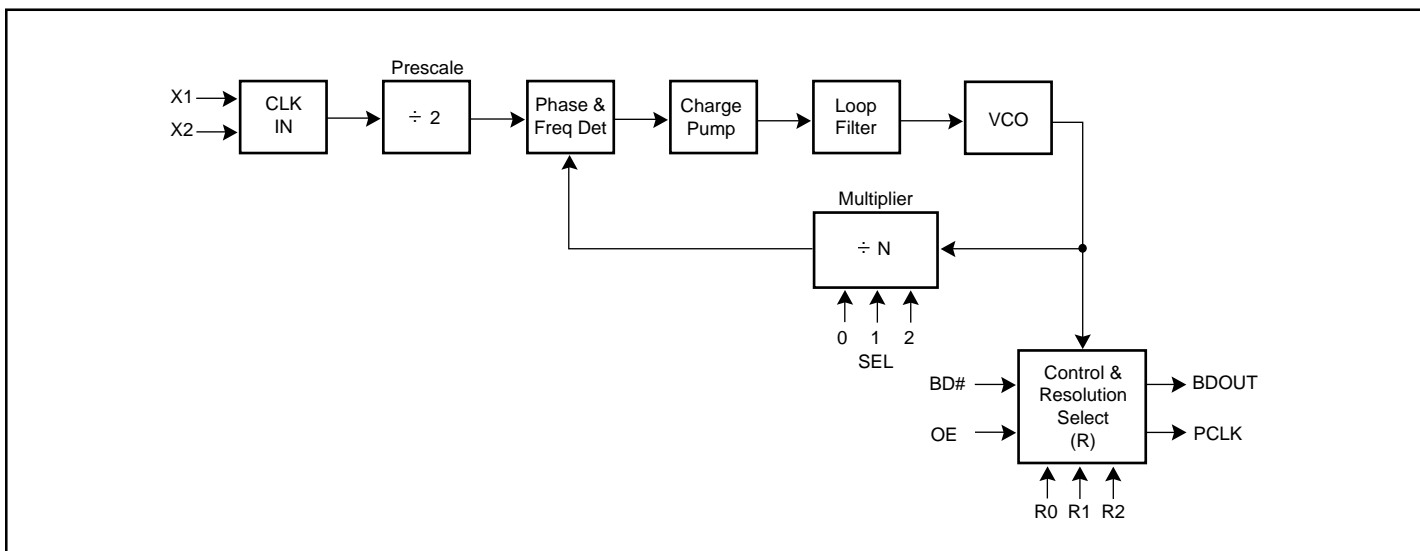 Prescale
X1
X2
CLK
IN
÷ 2
Phase &
Freq Det
Charge
Pump
Loop
Filter
VCO
Multiplier
÷ N
0 1 2
SEL
BD#
OE
Control &
Resolution
Select
(R)
BDOUT
PCLK
R0 R1 R2